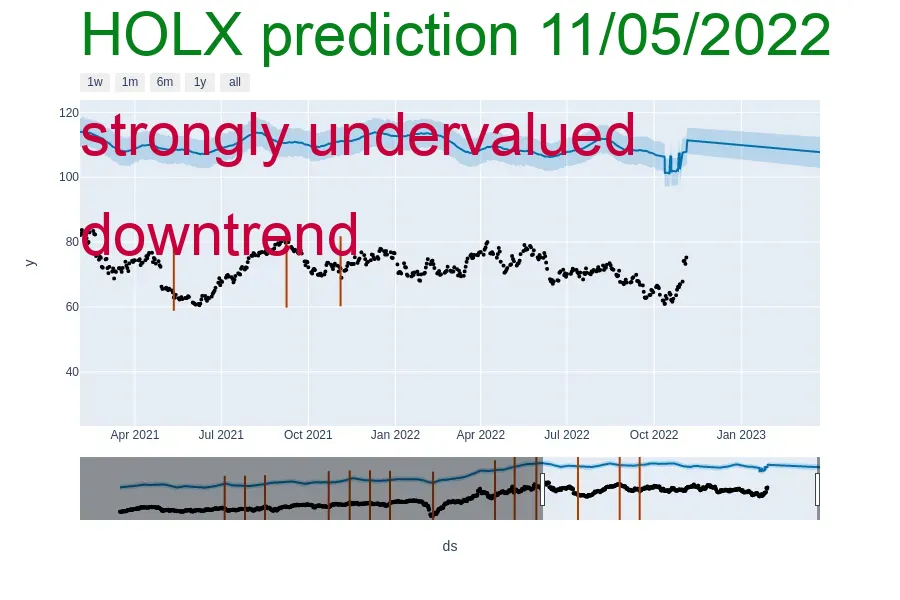 HOLX prediction 11/05/2022
1w 1m 6m 1y all
120
strongly undervalued
100
downtrend
80
y
60
40
Apr 2021 Jul 2021 Oct 2021 Jan 2022 Apr 2022 Jul 2022 Oct 2022 Jan 2023
ds